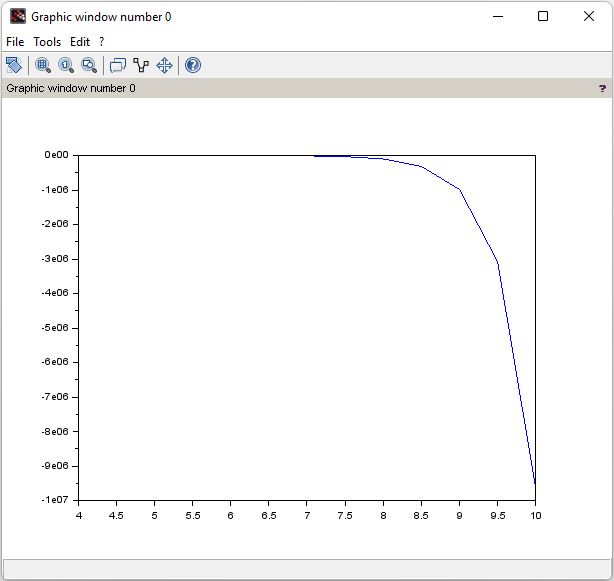 Graphic window number 0
File Tools Edit ?
Graphic window number 0 ?
0e00
-1e06
-2e06
-3e06
-4e06
-5e06
-6e06
-7e06
-8e06
-9e06
-1e07
4 4.5 5 5.5 6 6.5 7 7.5 8 8.5 9 9.5 10